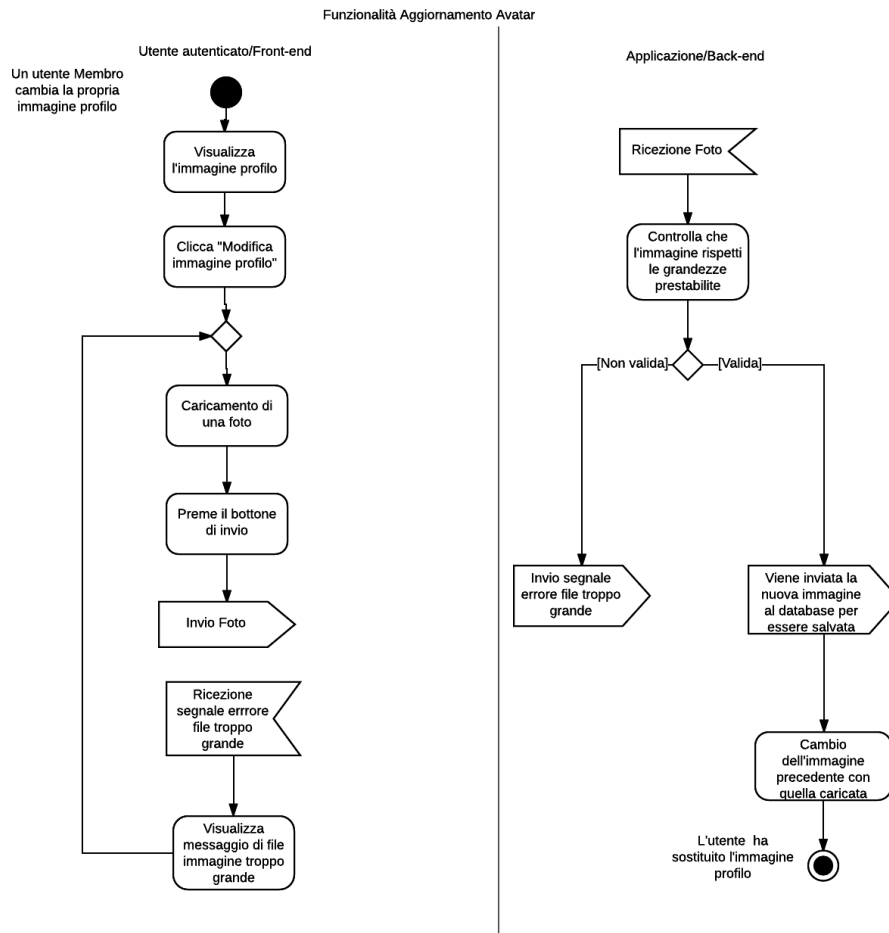 Funzionalità Aggiornamento Avatar
Utente autenticato/Front-end
Un utente Membro
cambia la propria
immagine profilo
Visualizza
l'immagine profilo
Clicca "Modifica
immagine profilo"
Caricamento di
una foto
Preme il bottone
di invio
Invio Foto
Ricezione
segnale errrore
file troppo
grande
Visualizza
messaggio di file
immagine troppo
grande
Applicazione/Back-end
Ricezione Foto
Controlla che
l'immagine rispetti
le grandezze
prestabilite
[Non valida]
[Valida]
Invio segnale
errore file troppo
grande
Viene inviata la
nuova immagine
al database per
essere salvata
Cambio
dell'immagine
precedente con
quella caricata
L'utente ha
sostituito l'immagine
profilo